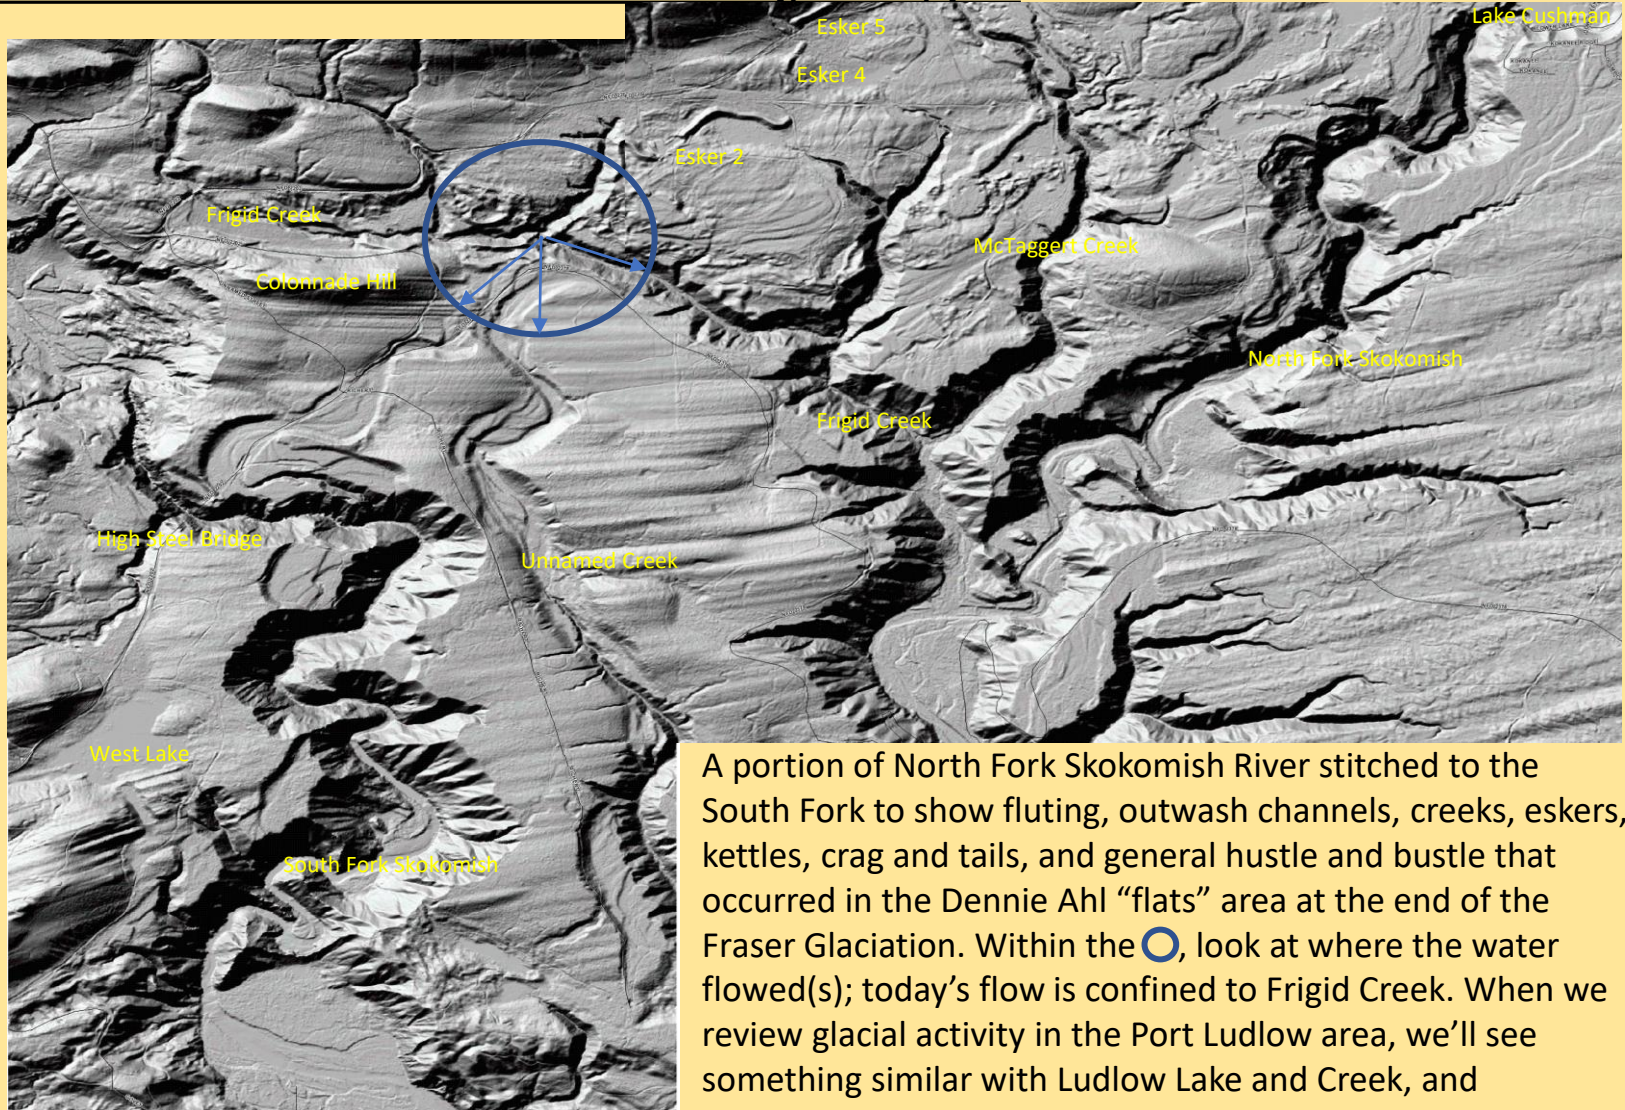 Lake Cushman
Esker 5
Esker 4
Esker 2
Frigid Creek
McTaggert Creek
Colonnade Hill
North Fork Skokomish
Frigid Creek
High Steel Bridge
Unnamed Creek
West Lake
South Fork Skokomish
A portion of North Fork Skokomish River stitched to the
South Fork to show fluting, outwash channels, creeks, eskers,
kettles, crag and tails, and general hustle and bustle that
occurred in the Dennie Ahl “flats” area at the end of the
Fraser Glaciation. Within the , look at where the water
flowed(s); today’s flow is confined to Frigid Creek. When we
review glacial activity in the Port Ludlow area, we’ll see
something similar with Ludlow Lake and Creek, and